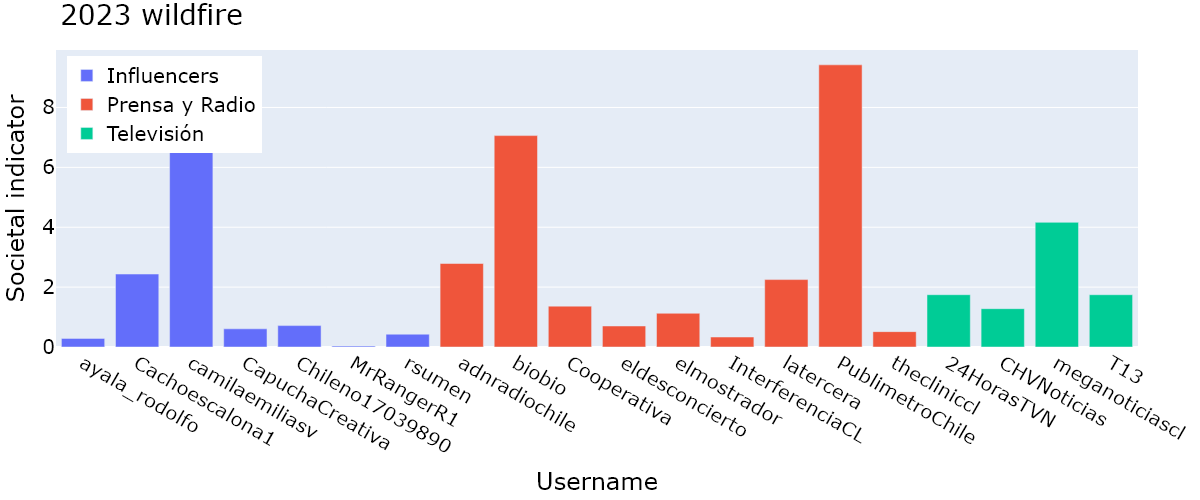 2023 wildfire
Influencers
Prensa y Radio
Televisión
Societal indicator
8
6
4
2
0
ayala_rodolfo
Cachoescalona1
camilaemiliasv
CapuchaCreativa
Chileno17039890
MrRangerR1
rsumen
adnradiochile
biobio
Cooperativa
eldesconcierto
elmostrador
InterferenciaCL
latercera
PublimetroChile
thecliniccl
24HorasTVN
CHVNoticias
meganoticiascl
T13
Username